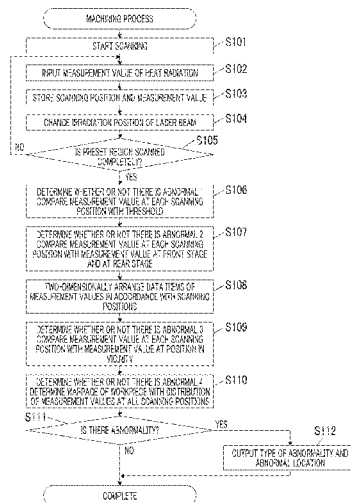 MACHINING PROCESS
START SCANNING
S101
INPUT MEASUREMENT VALUE OF HEAT RADIATION
S102
STORE SCANNING POSITION AND MEASUREMENT VALUE
S103
CHANGE IRRADIATION POSITION OF LASER BEAM
S104
S105
IS PRESET REGION SCANNED
COMPLETELY?
NO
YES
DETERMINE WHETHER OR NOT THERE IS ABNORMAL 1
COMPARE MEASUREMENT VALUE AT EACH SCANNING
POSITION WITH THRESHOLD
S106
DETERMINE WHETHER OR NOT THERE IS ABNORMAL 2
COMPARE MEASUREMENT VALUE AT EACH SCANNING
POSITION WITH MEASUREMENT VALUE AT FRONT STAGE
AND AT REAR STAGE
S107
TWO-DIMENSIONALLY ARRANGE DATA ITEMS OF
MEASUREMENT VALUES IN ACCORDANCE WITH SCANNING
POSITIONS
S108
DETERMINE WHETHER OR NOT THERE IS ABNORMAL 3
COMPARE MEASUREMENT VALUE AT EACH SCANNING
POSITION WITH MEASUREMENT VALUE AT POSITION IN
VICINITY
S109
DETERMINE WHETHER OR NOT THERE IS ABNORMAL 4
DETERMINE WARPAGE OF WORKPIECE WITH DISTRIBUTION
OF MEASUREMENT VALUES AT ALL SCANNING POSITIONS
S110
S111
IS THERE ABNORMALITY?
YES
S112
NO
OUTPUT TYPE OF ABNORMALITY AND
ABNORMAL LOCATION
COMPLETE